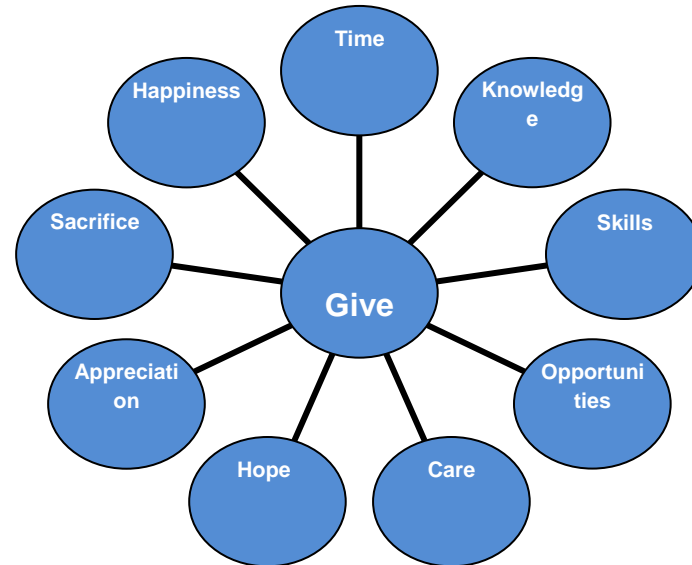 Time
Happiness
Knowledg
e
Sacrifice
Skills
Give
Appreciati
on
Opportuni
ties
Hope
Care